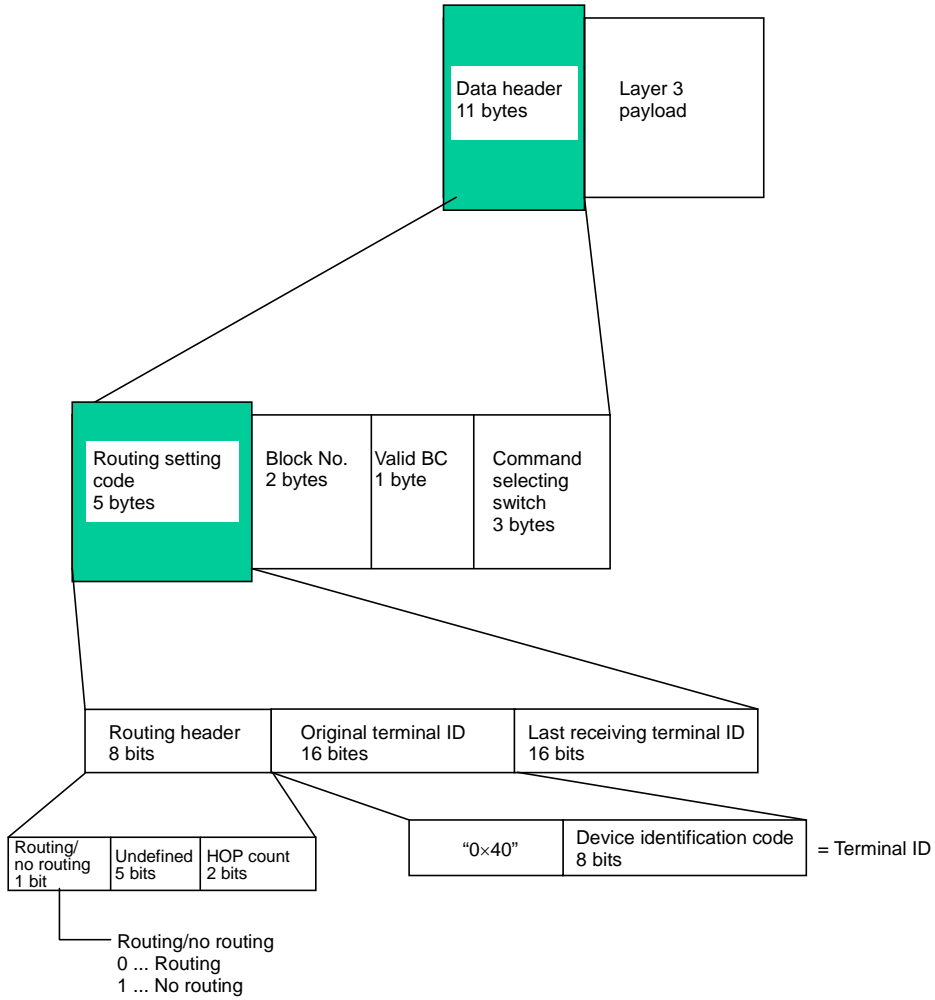 Data header
11 bytes
Layer 3
payload
Routing setting
code
5 bytes
Block No.
2 bytes
Valid BC
1 byte
Command
selecting
switch
3 bytes
Routing header
8 bits
Original terminal ID
16 bites
Last receiving terminal ID
16 bits
Routing/
no routing
1 bit
Undefined
5 bits
HOP count
2 bits
“0×40”
Device identification code
8 bits
= Terminal ID
Routing/no routing
0 ... Routing
1 ... No routing